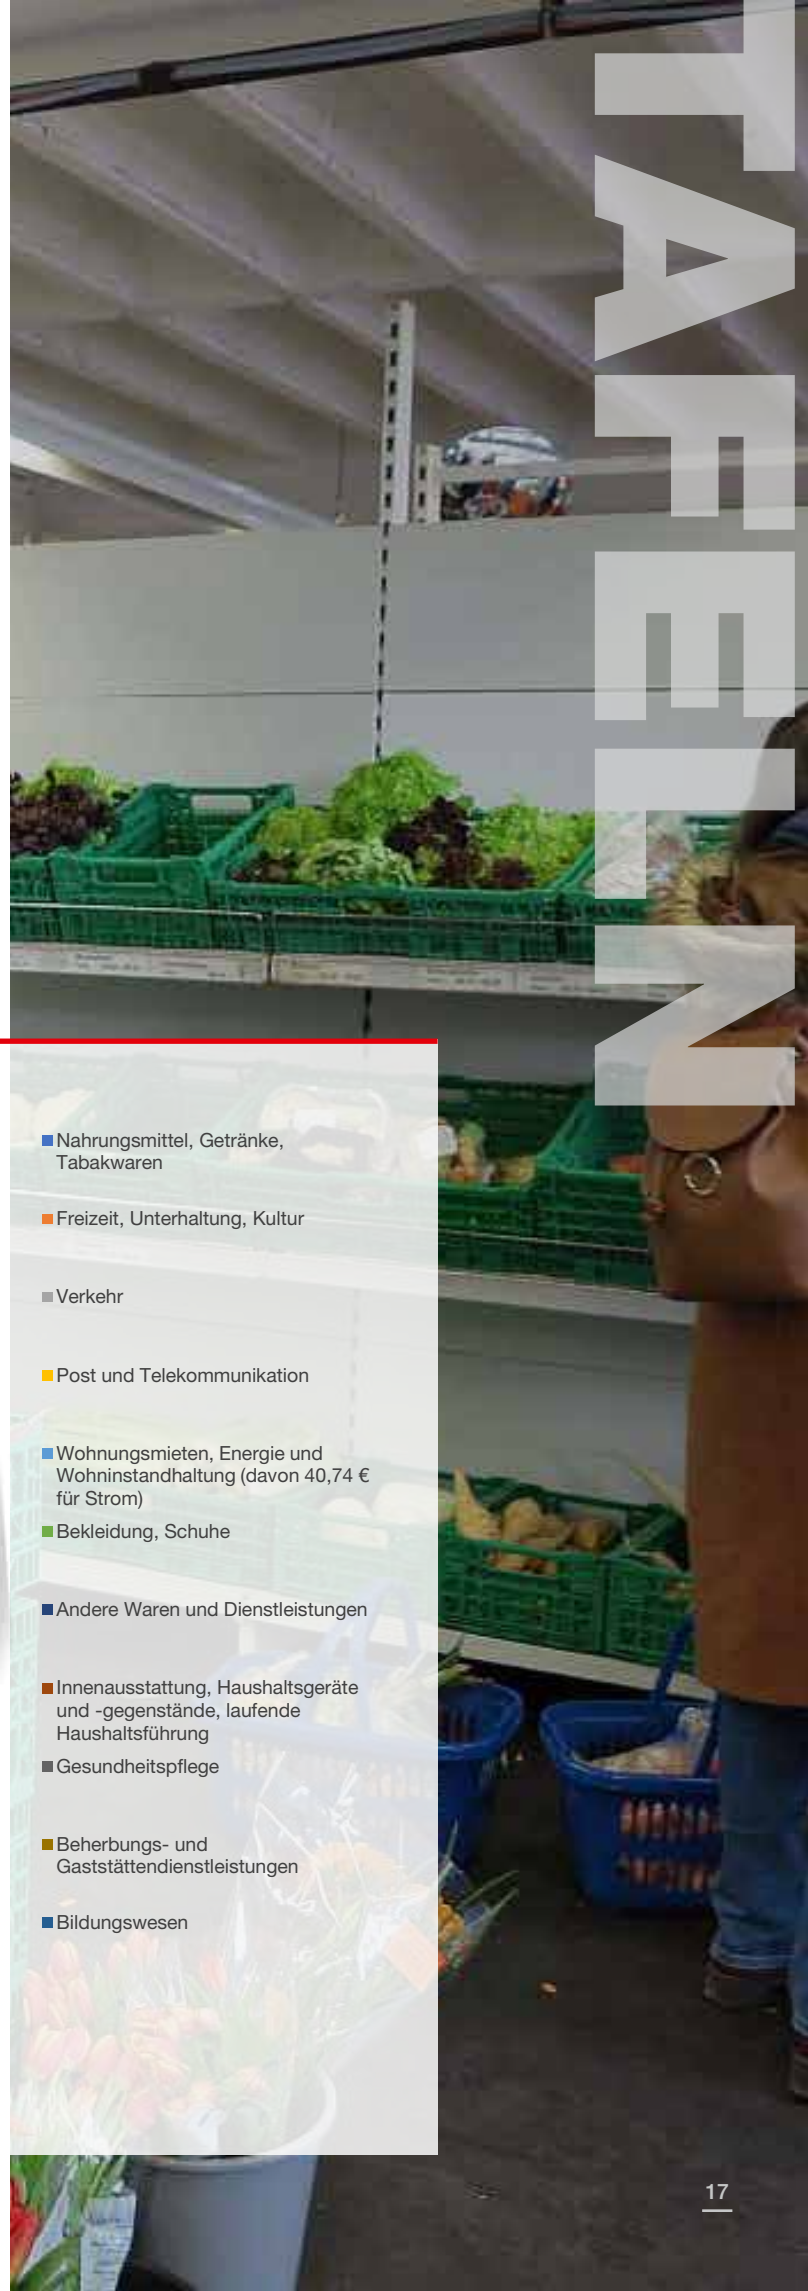 TAFELN
Nahrungsmittel, Getränke,
Tabakwaren
Freizeit, Unterhaltung, Kultur
Verkehr
Post und Telekommunikation
Wohnungsmieten, Energie und
Wohninstandhaltung (davon 40,74 €
für Strom)
Bekleidung, Schuhe
Andere Waren und Dienstleistungen
Innenausstattung, Haushaltsgeräte
und -gegenstände, laufende
Haushaltsführung
Gesundheitspflege
Beherbungs- und
Gaststättendienstleistungen
Bildungswesen
17